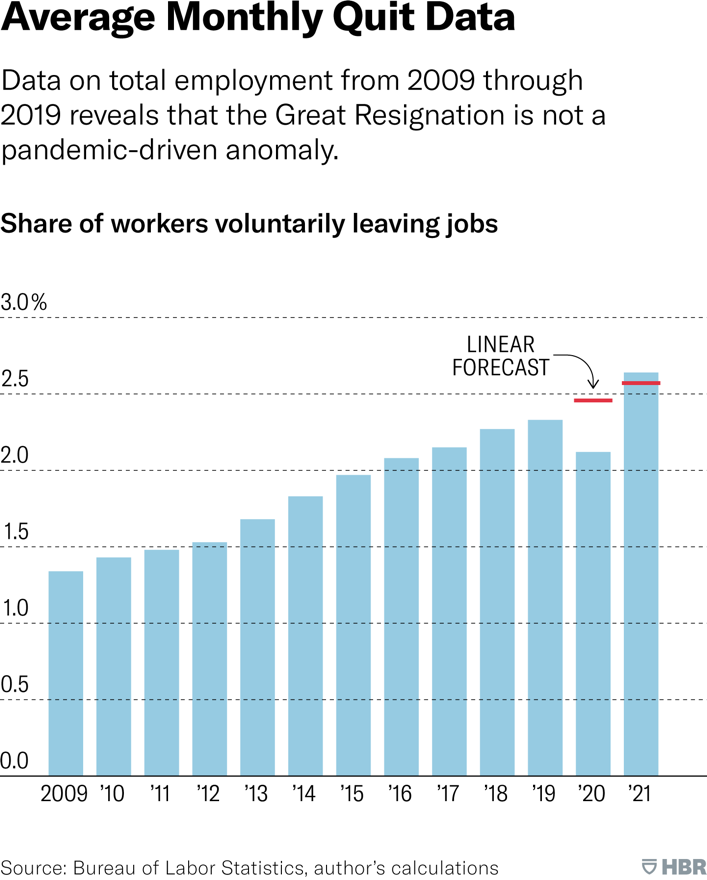 Average Monthly Quit Data
Data on total employment from 2009 through
2019 reveals that the Great Resignation is not a
pandemic-driven anomaly.
Share of workers voluntarily leaving jobs
3.0%
LINEAR
FORECAST
2.5
2.0
1.5
1.0
0.5
0.0
2009 ’10 ’11 ’12 ’13 ’14 ’15 ’16 ’17 ’18 ’19 ’20 ’21
Source: Bureau of Labor Statistics, author’s calculations
HBR